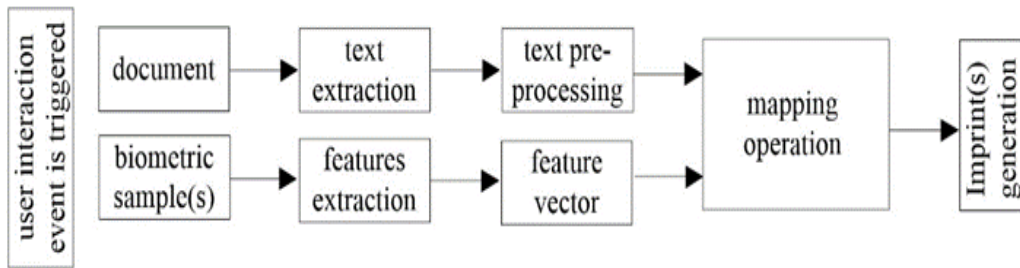 user interaction
event is triggered
document
text
extraction
text pre-
processing
biometric
sample(s)
features
extraction
feature
vector
mapping
operation
Imprint(s)
generation